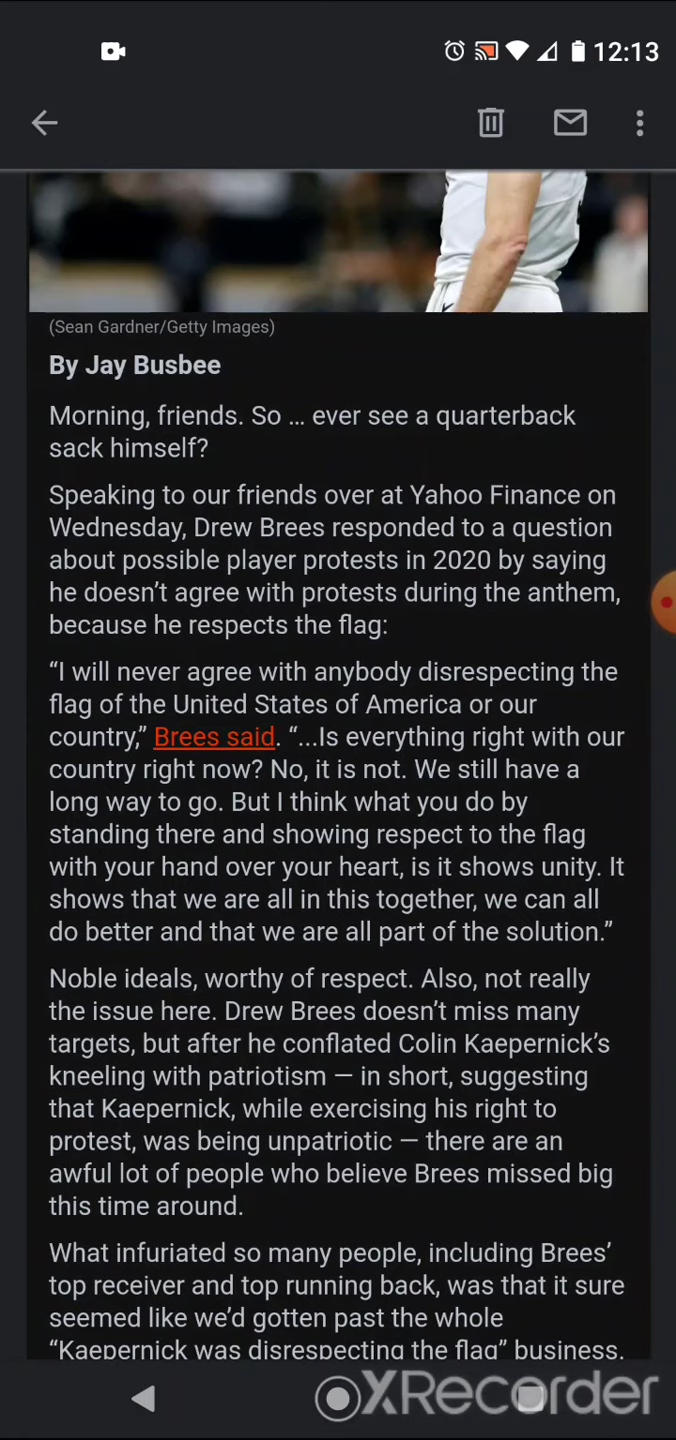 12:13
(Sean Gardner/Getty Images)
By Jay Busbee
Morning, friends. So … ever see a quarterback
sack himself?
Speaking to our friends over at Yahoo Finance on
Wednesday, Drew Brees responded to a question
about possible player protests in 2020 by saying
he doesn’t agree with protests during the anthem,
because he respects the flag:
“I will never agree with anybody disrespecting the
flag of the United States of America or our
country,” Brees said. “...Is everything right with our
country right now? No, it is not. We still have a
long way to go. But I think what you do by
standing there and showing respect to the flag
with your hand over your heart, is it shows unity. It
shows that we are all in this together, we can all
do better and that we are all part of the solution.”
Noble ideals, worthy of respect. Also, not really
the issue here. Drew Brees doesn’t miss many
targets, but after he conflated Colin Kaepernick’s
kneeling with patriotism — in short, suggesting
that Kaepernick, while exercising his right to
protest, was being unpatriotic — there are an
awful lot of people who believe Brees missed big
this time around.
What infuriated so many people, including Brees’
top receiver and top running back, was that it sure
seemed like we’d gotten past the whole
“Kaepernick was disrespecting the flag” business.
XRecorder